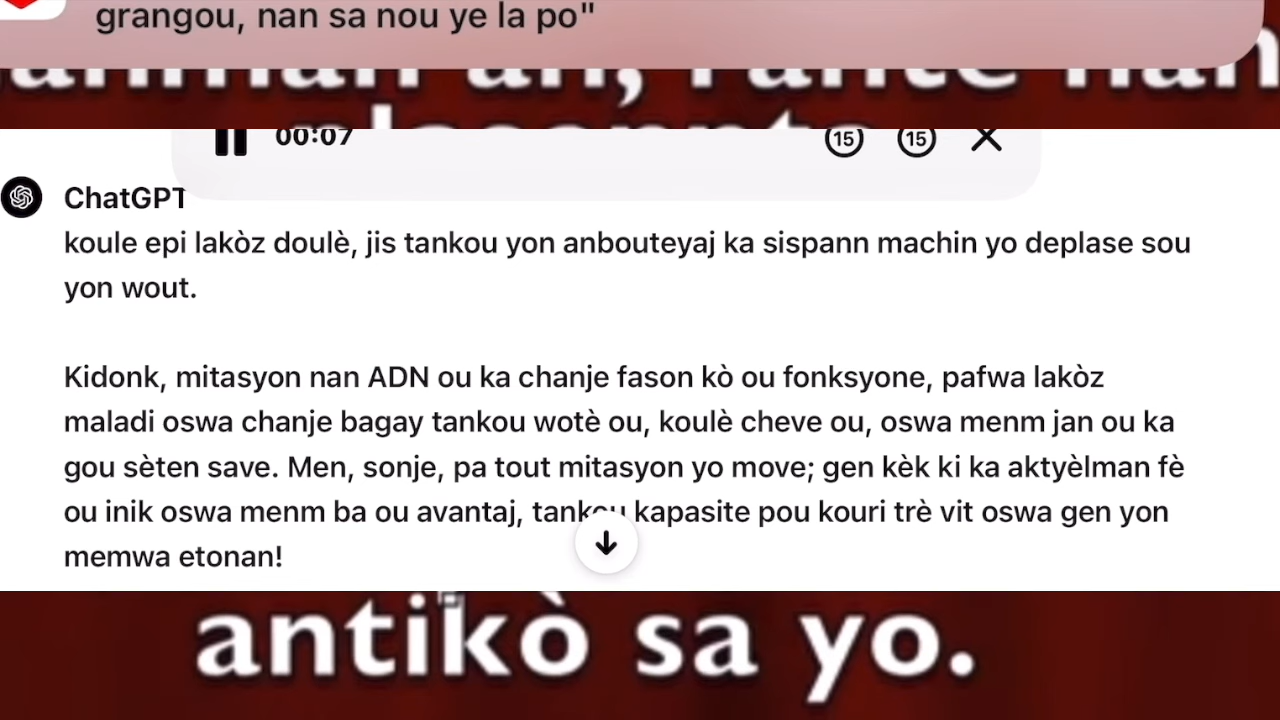 grangou, nan sa nou ye la po"
00:07
15 15
ChatGPT
koule epi lakòz doulè, jis tankou yon anbouteyaj ka sispann machin yo deplase sou
yon wout.
Kidonk, mitasyon nan ADN ou ka chanje fason kò ou fonksyone, pafwa lakòz
maladi oswa chanje bagay tankou wotè ou, koulè cheve ou, oswa menm jan ou ka
gou sèten save. Men, sonje, pa tout mitasyon yo move; gen kèk ki ka aktyèlman fè
ou inik oswa menm ba ou avantaj, tankou kapasite pou kouri trè vit oswa gen yon
memwa etonan!
antikò sa yo.